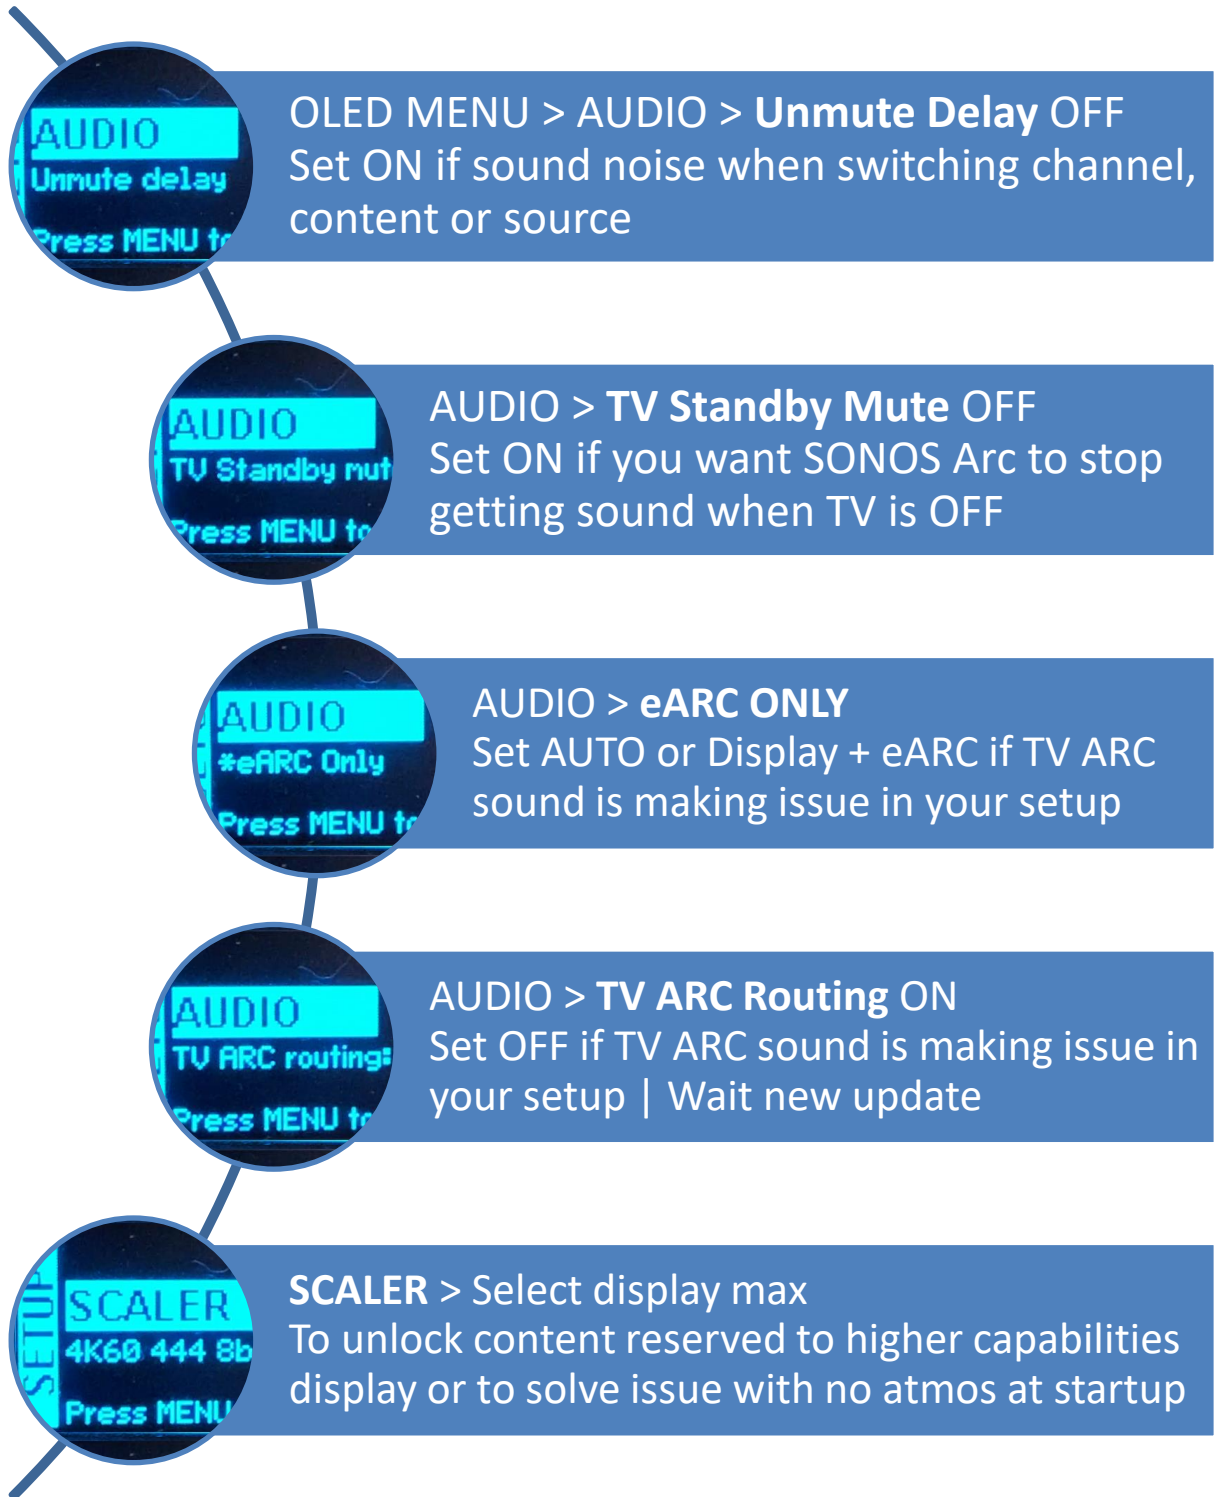 AUDIO
Unmute delay
Press MENU to
OLED MENU > AUDIO > Unmute Delay OFF
Set ON if sound noise when switching channel,
content or source
AUDIO
TV Standby mut
Press MENU to
AUDIO > TV Standby Mute OFF
Set ON if you want SONOS Arc to stop
getting sound when TV is OFF
AUDIO
*eARC Only
Press MENU to
AUDIO > eARC ONLY
Set AUTO or Display + eARC if TV ARC
sound is making issue in your setup
AUDIO
TV ARC routing:
Press MENU to
AUDIO > TV ARC Routing ON
Set OFF if TV ARC sound is making issue in
your setup | Wait new update
SETUP
SCALER
4K60 444 8b
Press MENU
SCALER > Select display max
To unlock content reserved to higher capabilities
display or to solve issue with no atmos at startup